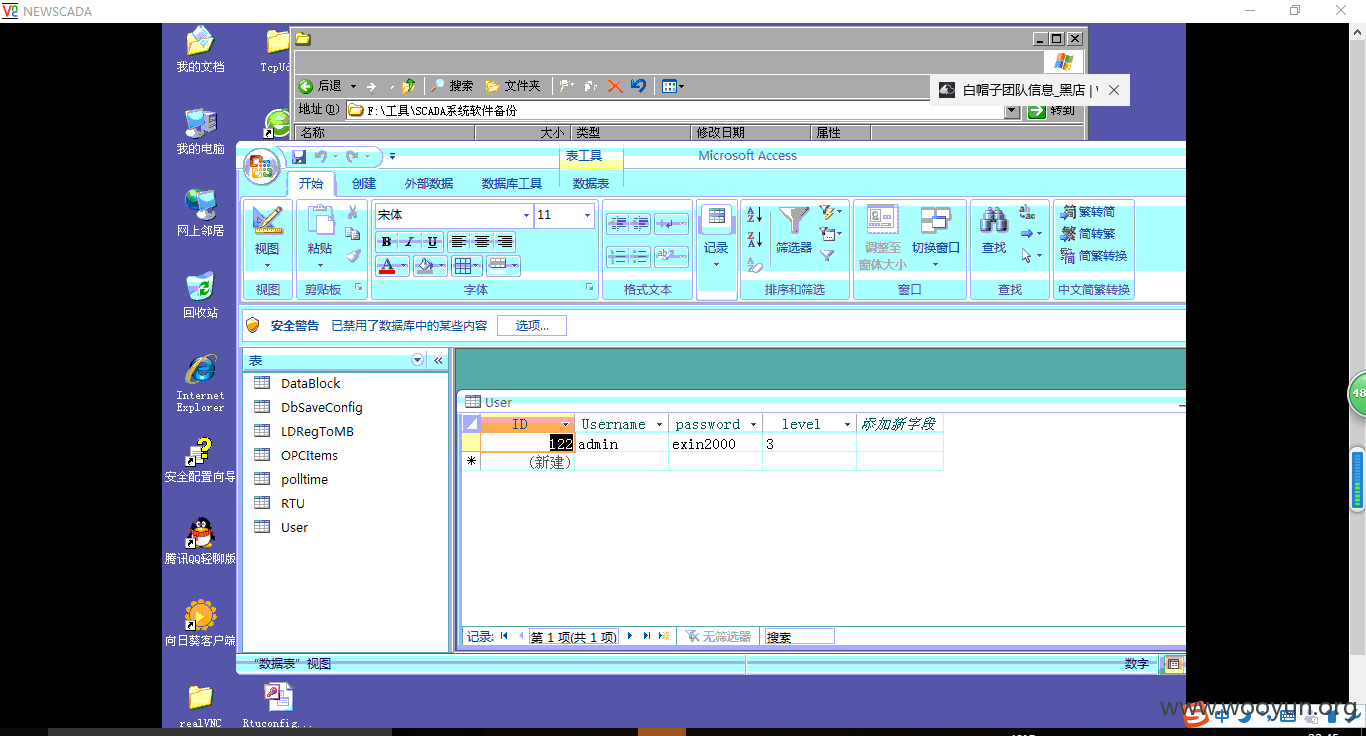 NEWSCADA
我的文档
TcpUd
后退
搜索
文件夹
白帽子团队信息_黑店 |
地址(D)
F:\工具\SCADA系统软件备份
转到
名称
大小
类型
修改日期
属性
我的电脑
表工具
Microsoft Access
开始
创建
外部数据
数据库工具
数据表
网上邻居
视图
粘贴
宋体
11
B I U
记录
筛选器
调整至
窗体大小
切换窗口
查找
繁转简
简转繁
简繁转换
视图
剪贴板
字体
格式文本
排序和筛选
窗口
查找
中文简繁转换
回收站
安全警告 已禁用了数据库中的某些内容
选项...
表
Internet
Explorer
DataBlock
DbSaveConfig
LDRegToMB
OPCItems
polltime
RTU
User
User
ID
Username
password
level
添加新字段
122
admin
exin2000
3
(新建)
48
安全配置向导
腾讯QQ轻聊版
向日葵客户端
记录:
第 1 项(共 1 项)
无筛选器
搜索
“数据表”视图
数字
realVNC
Rtuconfig...
www.wooyun.org
中